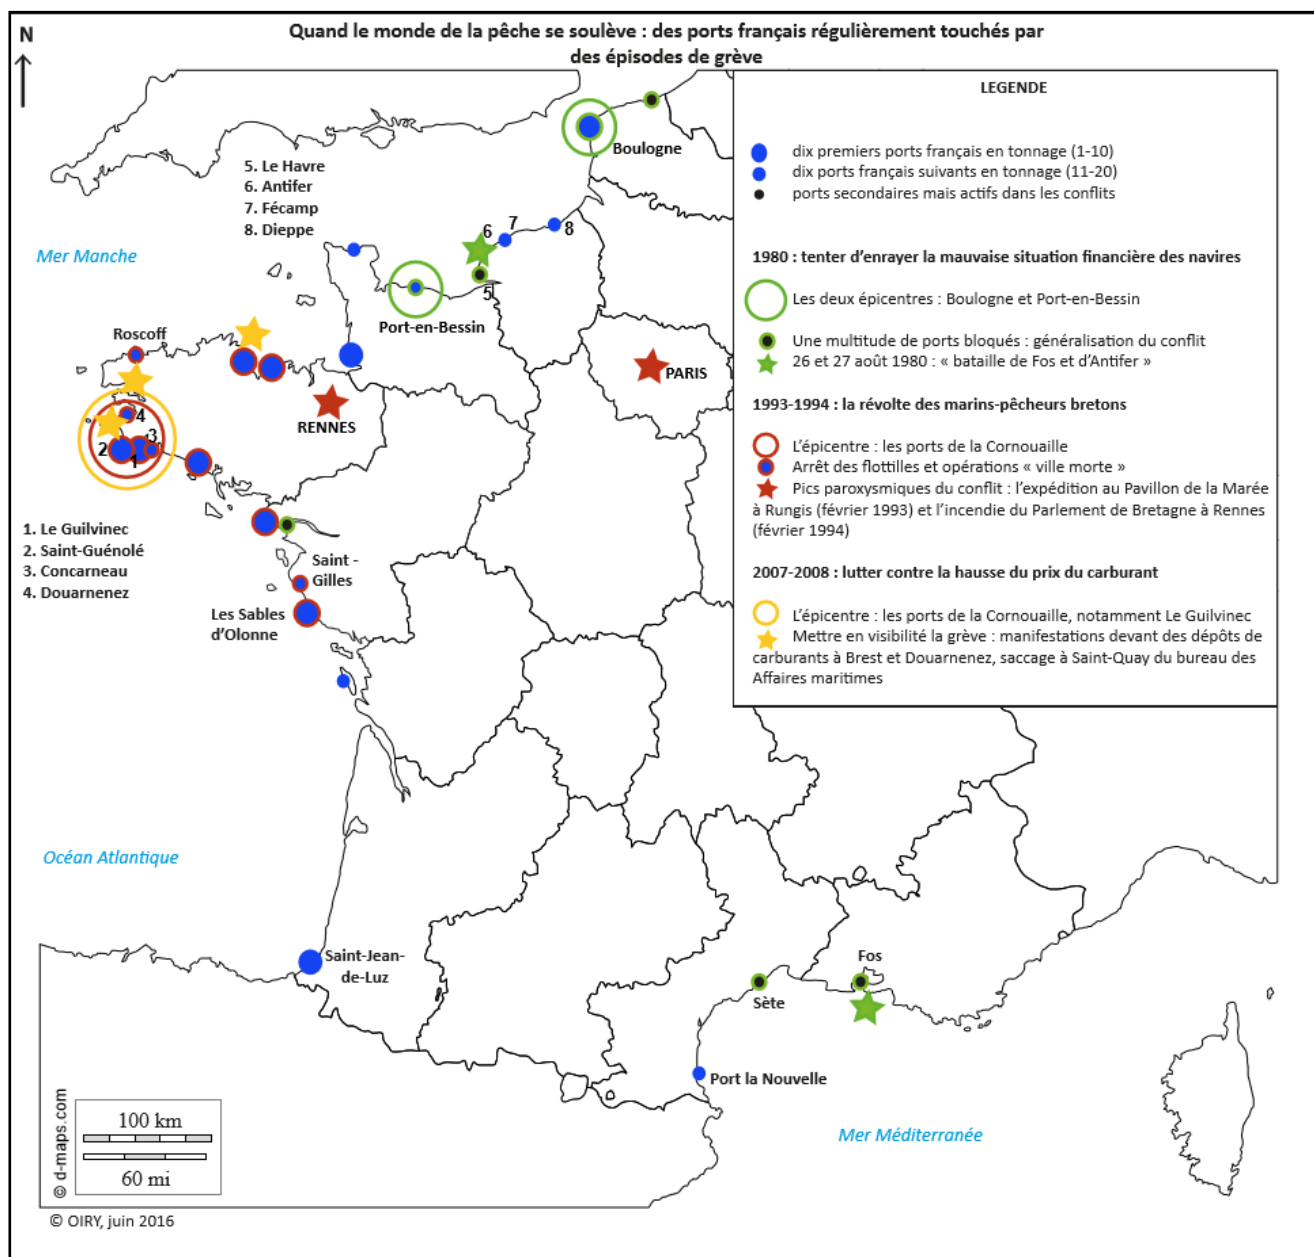 Quand le monde de la pêche se soulève : des ports français régulièrement touchés par
des épisodes de grève
N
LEGENDE
dix premiers ports français en tonnage (1-10)
dix ports français suivants en tonnage (11-20)
ports secondaires mais actifs dans les conflits
1980 : tenter d'enrayer la mauvaise situation financière des navires
Les deux épicentres : Boulogne et Port-en-Bessin
Une multitude de ports bloqués : généralisation du conflit
26 et 27 août 1980 : « bataille de Fos et d'Antifer »
1993-1994 : la révolte des marins-pêcheurs bretons
L'épicentre : les ports de la Cornouaille
Arrêt des flottilles et opérations « ville morte »
Pics paroxysmiques du conflit : l'expédition au Pavillon de la Marée
à Rungis (février 1993) et l'incendie du Parlement de Bretagne à Rennes
(février 1994)
2007-2008 : lutter contre la hausse du prix du carburant
L'épicentre : les ports de la Cornouaille, notamment Le Guilvinec
Mettre en visibilité la grève : manifestations devant des dépôts de
carburants à Brest et Douarnenez, saccage à Saint-Quay du bureau des
Affaires maritimes
Boulogne
5. Le Havre
6. Antifer
7. Fécamp
8. Dieppe
6
7
8
5
Mer Manche
Port-en-Bessin
Roscoff
PARIS
RENNES
4
3
2
1
1. Le Guilvinec
2. Saint-Guénolé
3. Concarneau
4. Douarnenez
Saint -
Gilles
Les Sables
d'Olonne
Océan Atlantique
Saint-Jean-
de-Luz
Fos
Sète
Port la Nouvelle
Mer Méditerranée
100 km
60 mi
© d-maps.com
© OIRY, juin 2016